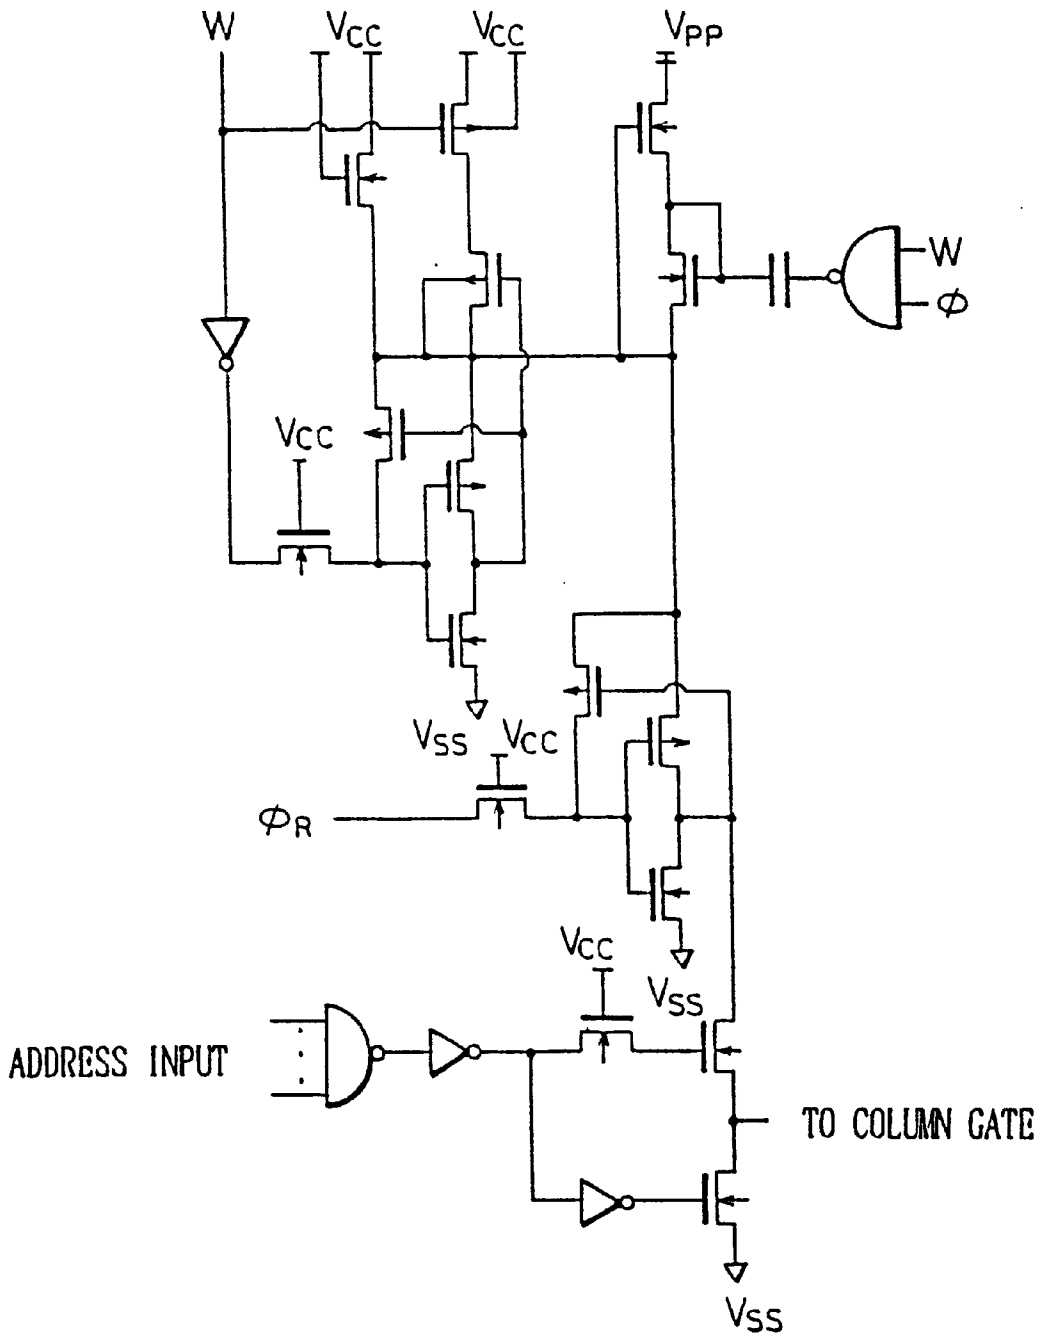 W
VCC
VCC
VPP
W
Φ
VCC
VSS
VCC
ΦR
VCC
VSS
ADDRESS INPUT
TO COLUMN GATE
VSS